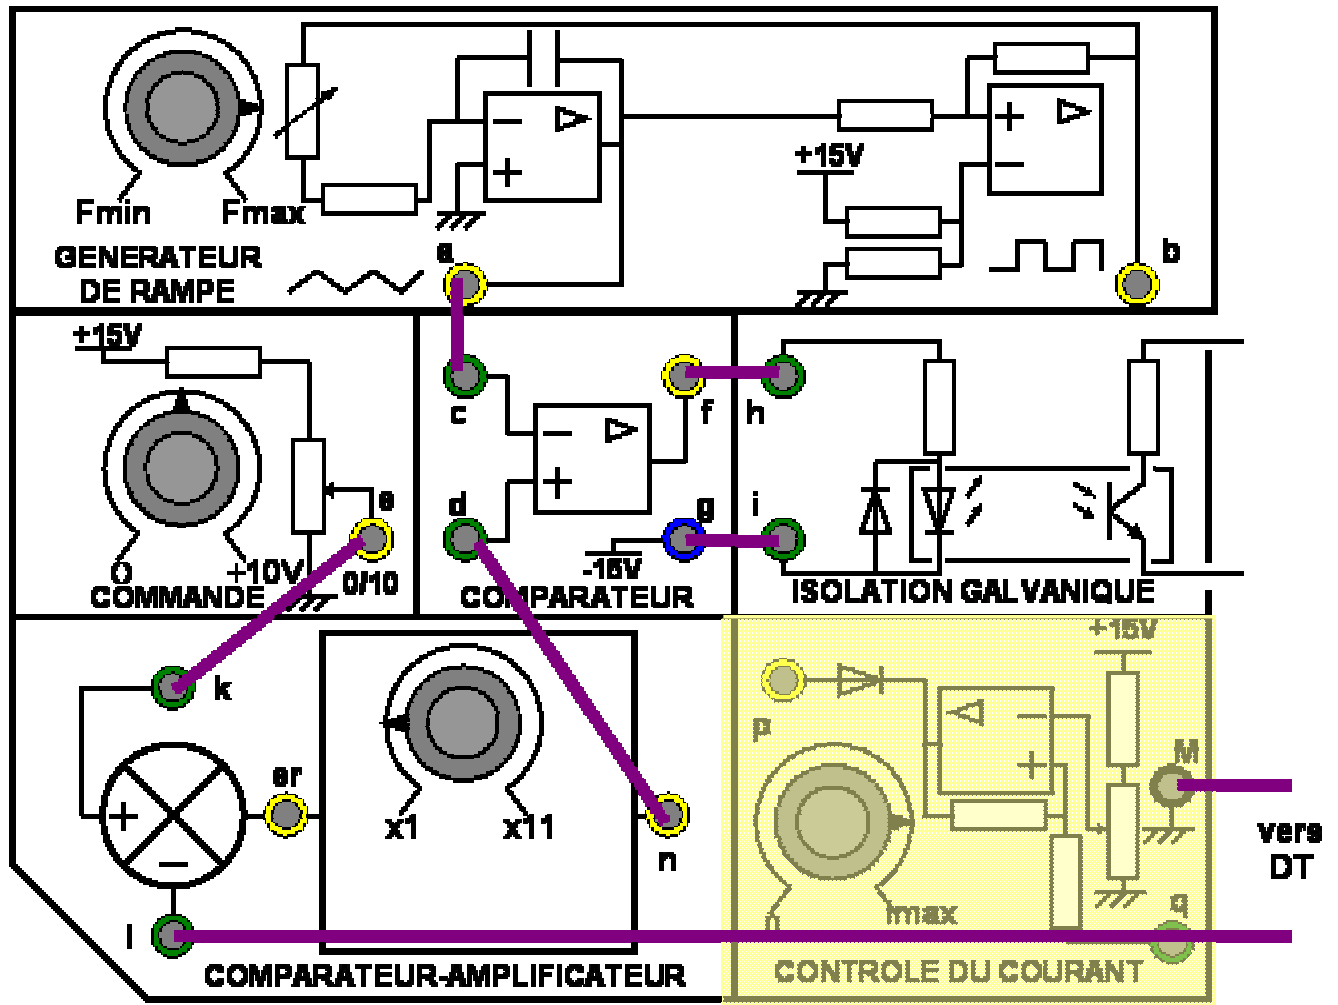 +15V
Fmin Fmax
GENERATEUR
DE RAMPE
a
b
+15V
c
f
h
d
g
i
e
0 +10V
0/10
COMMANDE
-15V
COMPARATEUR
ISOLATION GALVANIQUE
k
+15V
p
M
er
x1 x11
n
vers
DT
0 Imax
q
l
COMPARATEUR-AMPLIFICATEUR
CONTROLE DU COURANT